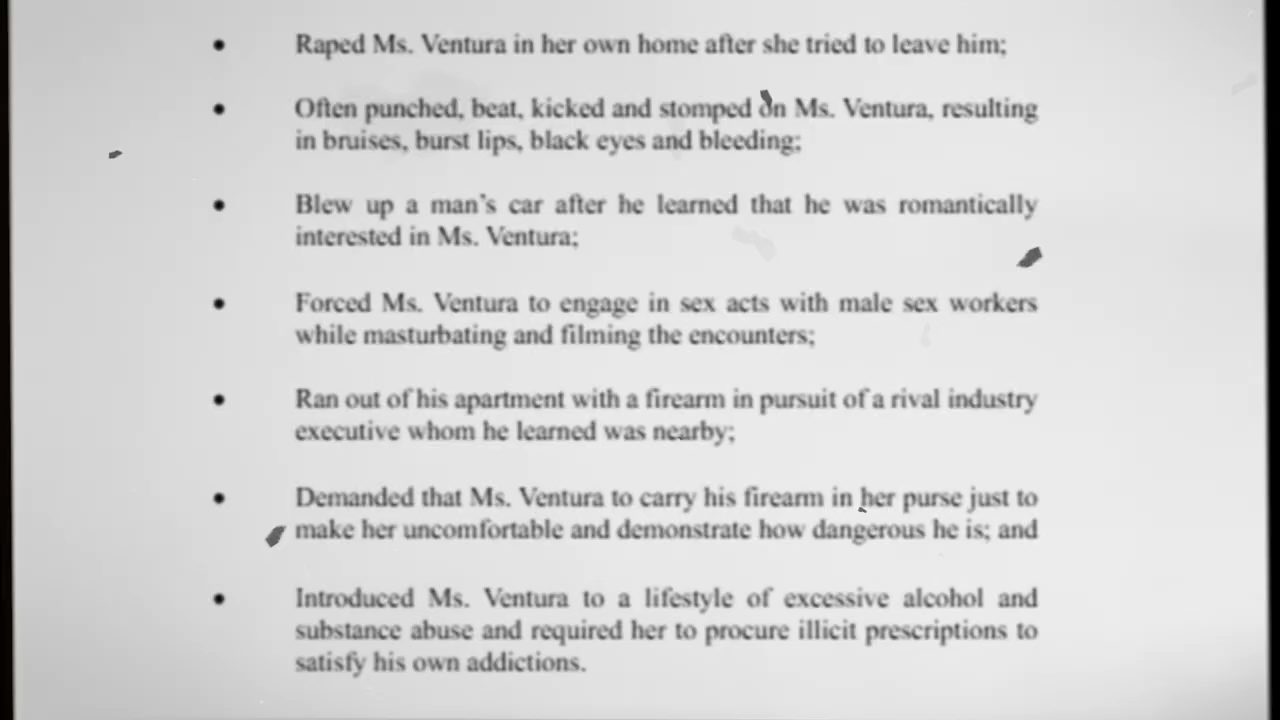 • Raped Ms. Ventura in her own home after she tried to leave him;
• Often punched, beat, kicked and stomped on Ms. Ventura, resulting
in bruises, burst lips, black eyes and bleeding;
• Blew up a man's car after he learned that he was romantically
interested in Ms. Ventura;
• Forced Ms. Ventura to engage in sex acts with male sex workers
while masturbating and filming the encounters;
• Ran out of his apartment with a firearm in pursuit of a rival industry
executive whom he learned was nearby;
• Demanded that Ms. Ventura to carry his firearm in her purse just to
make her uncomfortable and demonstrate how dangerous he is; and
• Introduced Ms. Ventura to a lifestyle of excessive alcohol and
substance abuse and required her to procure illicit prescriptions to
satisfy his own addictions.